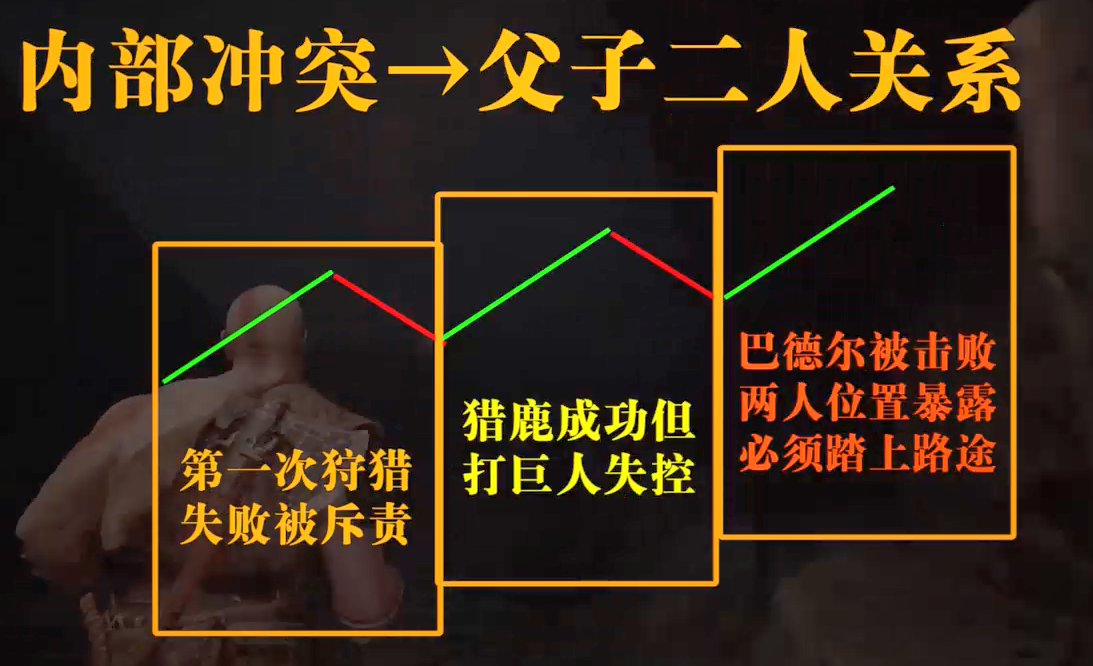 内部冲突→父子二人关系
第一次狩猎
失败被斥责
猎鹿成功但
打巨人失控
巴德尔被击败
两人位置暴露
必须踏上路途